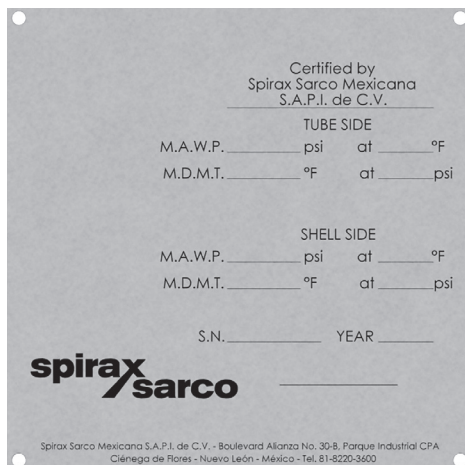 Certified by
Spirax Sarco Mexicana
S.A.P.I. de C.V.
TUBE SIDE
M.A.W.P. psi at °F
M.D.M.T. °F at psi
SHELL SIDE
M.A.W.P. psi at °F
M.D.M.T. °F at psi
S.N. YEAR
spirax
sarco
Spirax Sarco Mexicana S.A.P.I. de C.V. - Boulevard Alianza No. 30-B, Parque Industrial CPA
Ciénega de Flores - Nuevo León - México - Tel. 81-8220-3600